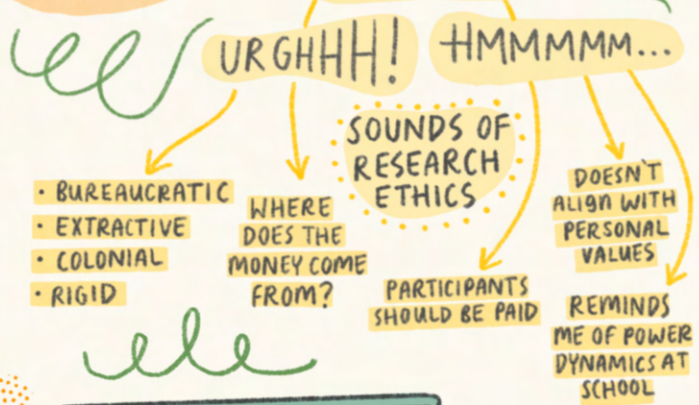 URGHHH!
HMMMMM...
SOUNDS OF
RESEARCH
ETHICS
• BUREAUCRATIC
• EXTRACTIVE
• COLONIAL
• RIGID
WHERE
DOES THE
MONEY COME
FROM?
PARTICIPANTS
SHOULD BE PAID
DOESN'T
ALIGN WITH
PERSONAL
VALUES
REMINDS
ME OF POWER
DYNAMICS AT
SCHOOL